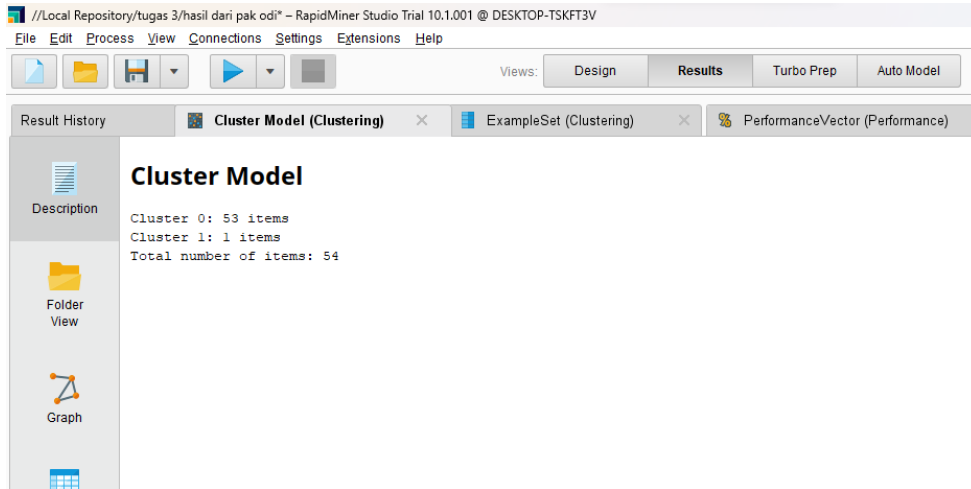 //Local Repository/tugas 3/hasil dari pak odi* – RapidMiner Studio Trial 10.1.001 @ DESKTOP-TSKFT3V
File Edit Process View Connections Settings Extensions Help
Views: Design Results Turbo Prep Auto Model
Result History Cluster Model (Clustering) ExampleSet (Clustering) PerformanceVector (Performance)
Description
Cluster Model
Cluster 0: 53 items
Cluster 1: 1 items
Total number of items: 54
Folder
View
Graph